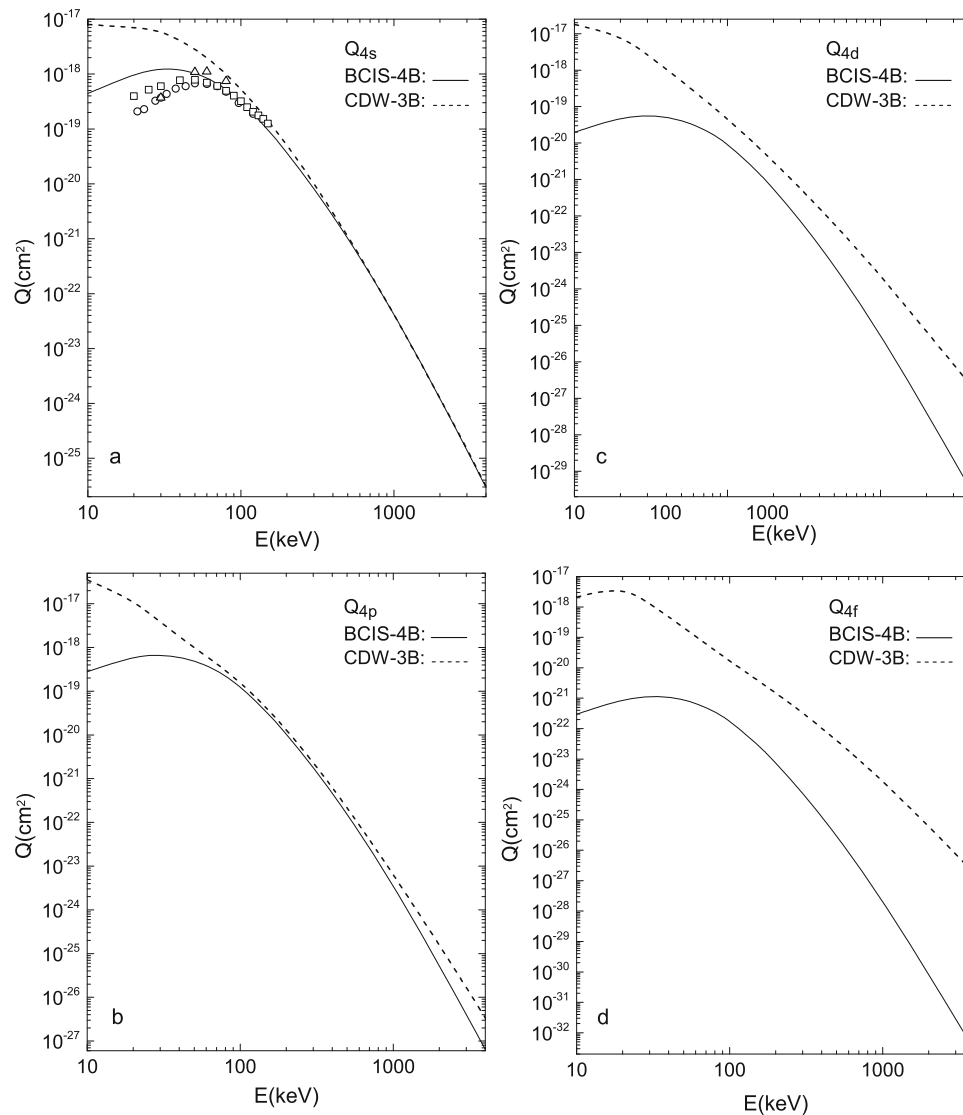 10⁻¹⁷
10⁻¹⁸
10⁻¹⁹
10⁻²⁰
10⁻²¹
10⁻²²
10⁻²³
10⁻²⁴
10⁻²⁵
Q(cm²)
Q₄ₛ
BCIS-4B:
CDW-3B:
a
10 100 1000
E(keV)
10⁻¹⁷
10⁻¹⁸
10⁻¹⁹
10⁻²⁰
10⁻²¹
10⁻²²
10⁻²³
10⁻²⁴
10⁻²⁵
10⁻²⁶
10⁻²⁷
10⁻²⁸
10⁻²⁹
Q(cm²)
Q4d
BCIS-4B:
CDW-3B:
c
10 100 1000
E(keV)
10⁻¹⁷
10⁻¹⁸
10⁻¹⁹
10⁻²⁰
10⁻²¹
10⁻²²
10⁻²³
10⁻²⁴
10⁻²⁵
10⁻²⁶
10⁻²⁷
Q(cm²)
Q₄ₚ
BCIS-4B:
CDW-3B:
b
10 100 1000
E(keV)
10⁻¹⁷
10⁻¹⁸
10⁻¹⁹
10⁻²⁰
10⁻²¹
10⁻²²
10⁻²³
10⁻²⁴
10⁻²⁵
10⁻²⁶
10⁻²⁷
10⁻²⁸
10⁻²⁹
10⁻³⁰
10⁻³¹
10⁻³²
Q(cm²)
Q4f
BCIS-4B:
CDW-3B:
d
10 100 1000
E(keV)